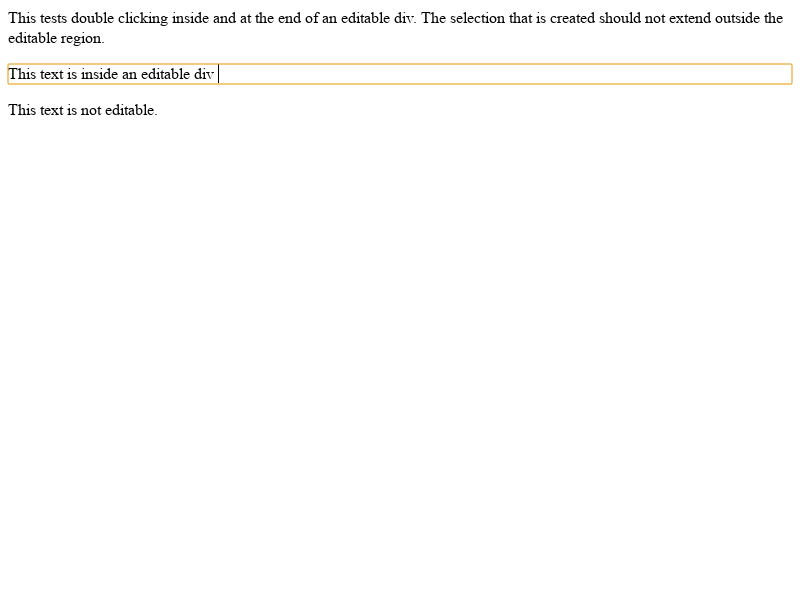 This tests double clicking inside and at the end of an editable div. The selection that is created should not extend outside the
editable region.
This text is inside an editable div
This text is not editable.